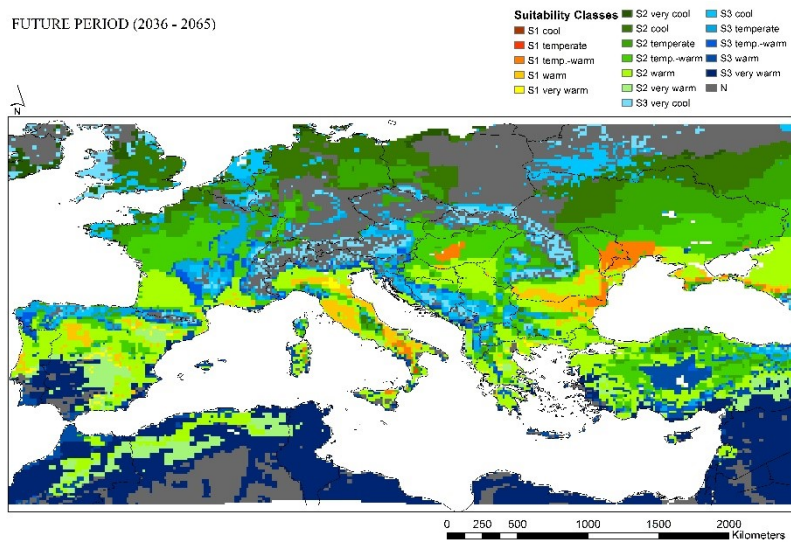 FUTURE PERIOD (2036 - 2065)
Suitability Classes
S1 cool
S1 temperate
S1 temp.-warm
S1 warm
S1 very warm
S2 very cool
S2 cool
S2 temperate
S2 temp.-warm
S2 warm
S2 very warm
S3 very cool
S3 cool
S3 temperate
S3 temp.-warm
S3 warm
S3 very warm
N
N
0 250 500 1000 1500 2000
Kilometers